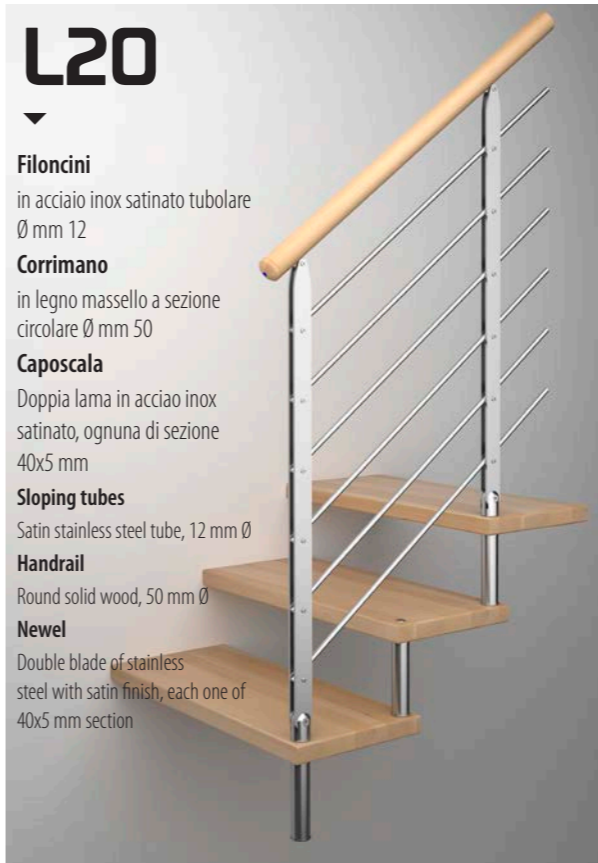 L20
Filoncini
in acciaio inox satinato tubolare
Ø mm 12
Corrimano
in legno massello a sezione
circolare Ø mm 50
Caposcala
Doppia lama in acciao inox
satinato, ognuna di sezione
40x5 mm
Sloping tubes
Satin stainless steel tube, 12 mm Ø
Handrail
Round solid wood, 50 mm Ø
Newel
Double blade of stainless
steel with satin finish, each one of
40x5 mm section